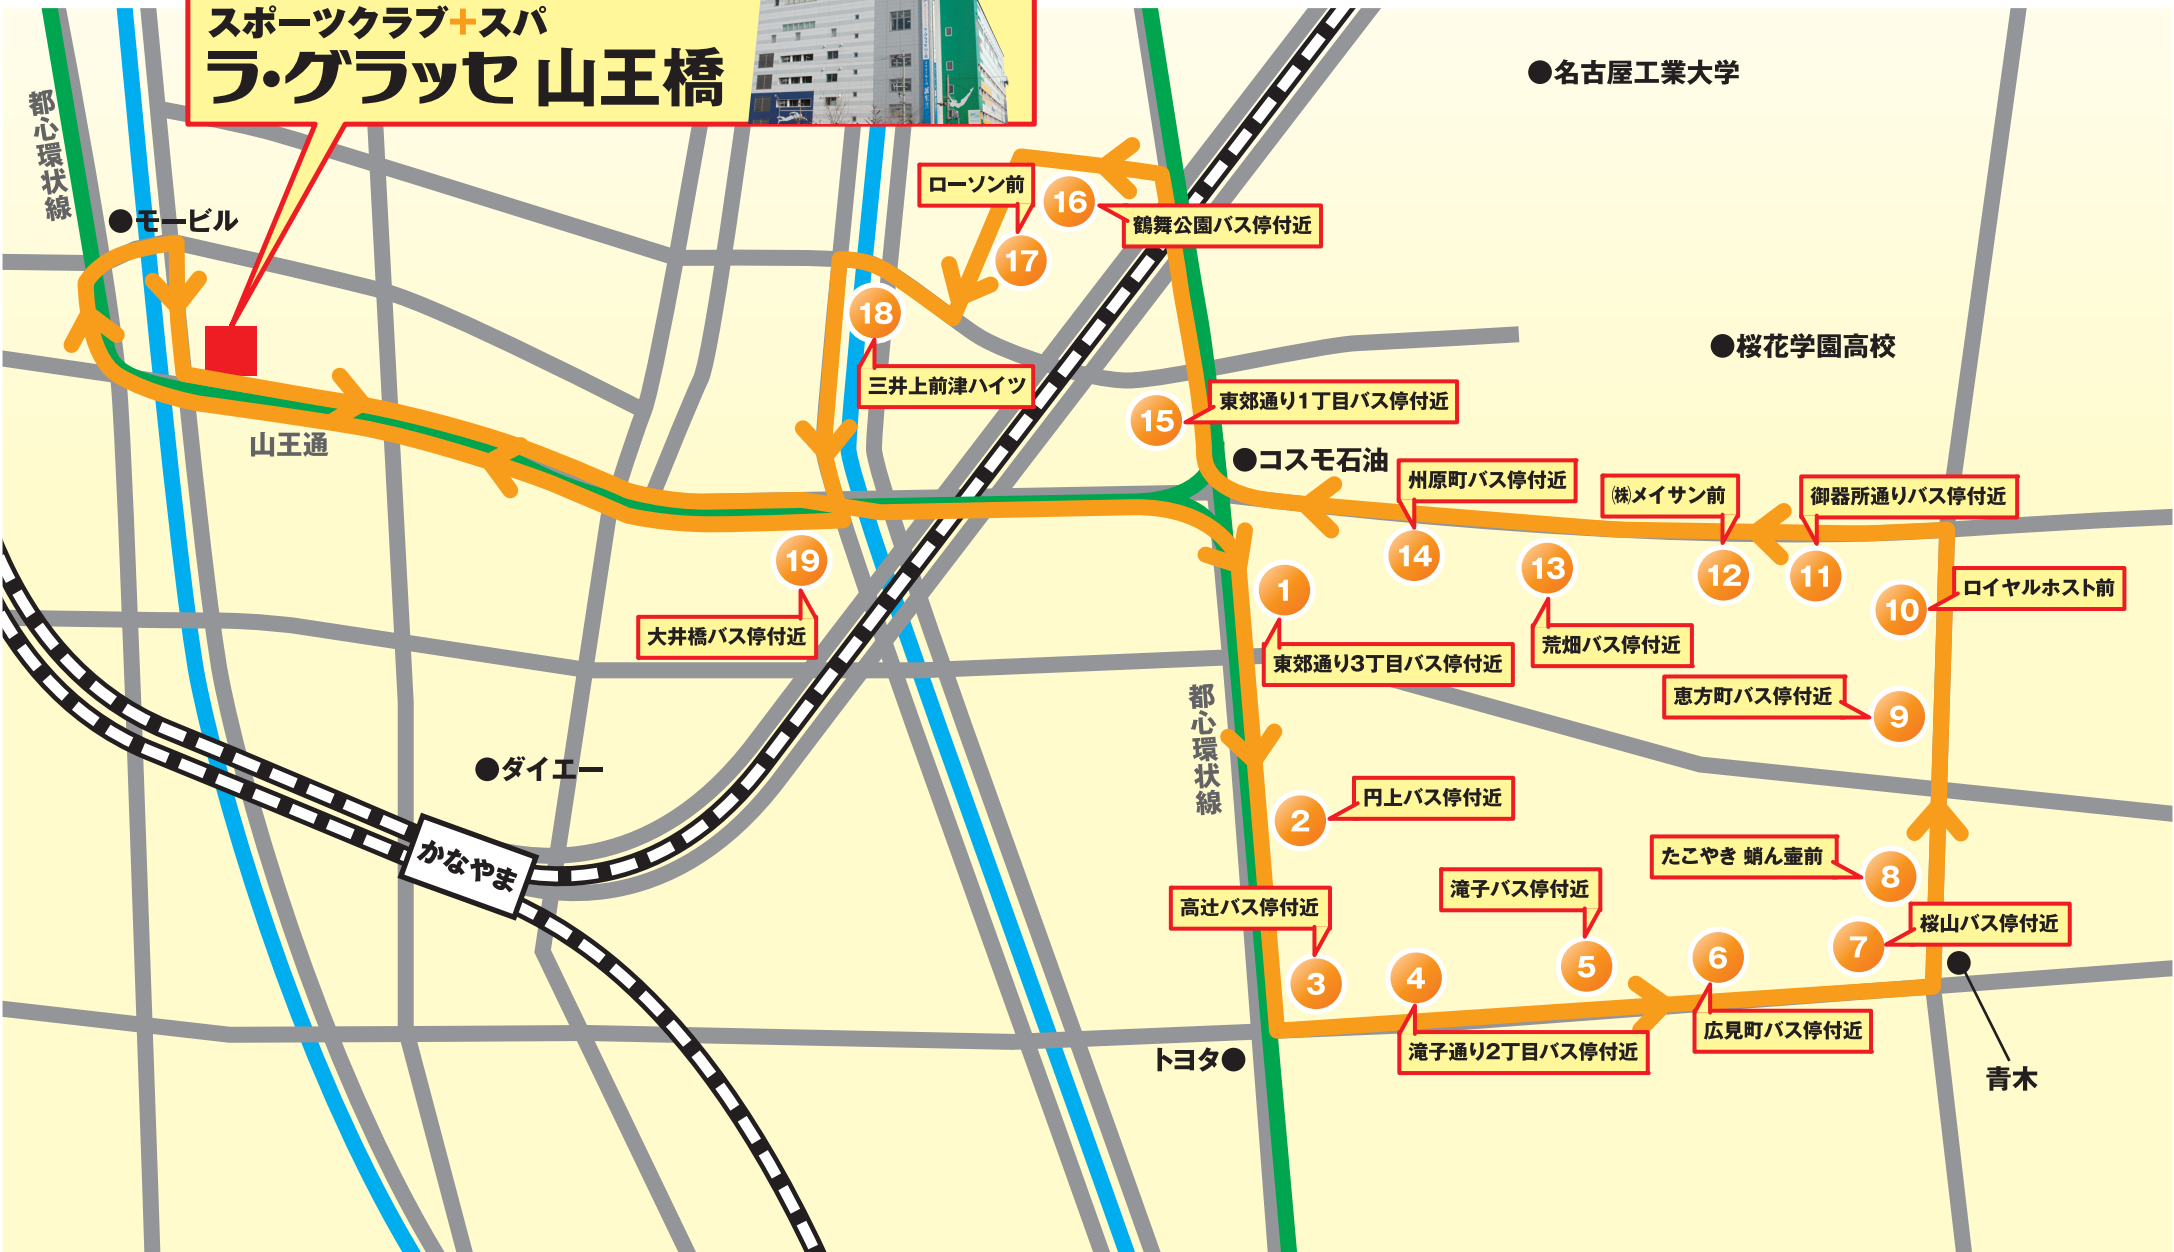 スポーツクラブ+スパ
ラ・グラッセ 山王橋
都心環状線
●モービル
山王通
●名古屋工業大学
ローソン前
16
鶴舞公園バス停付近
17
18
三井上前津ハイツ
●桜花学園高校
15
東郊通り1丁目バス停付近
●コスモ石油
州原町バス停付近
㈱メイサン前
御器所通りバス停付近
14
13
12
11
10
ロイヤルホスト前
19
大井橋バス停付近
1
東郊通り3丁目バス停付近
荒畑バス停付近
恵方町バス停付近
9
都心環状線
●ダイエー
2
円上バス停付近
かなやま
たこやき 蛸ん壷前
8
滝子バス停付近
高辻バス停付近
桜山バス停付近
7
3
4
5
6
広見町バス停付近
滝子通り2丁目バス停付近
トヨタ●
青木